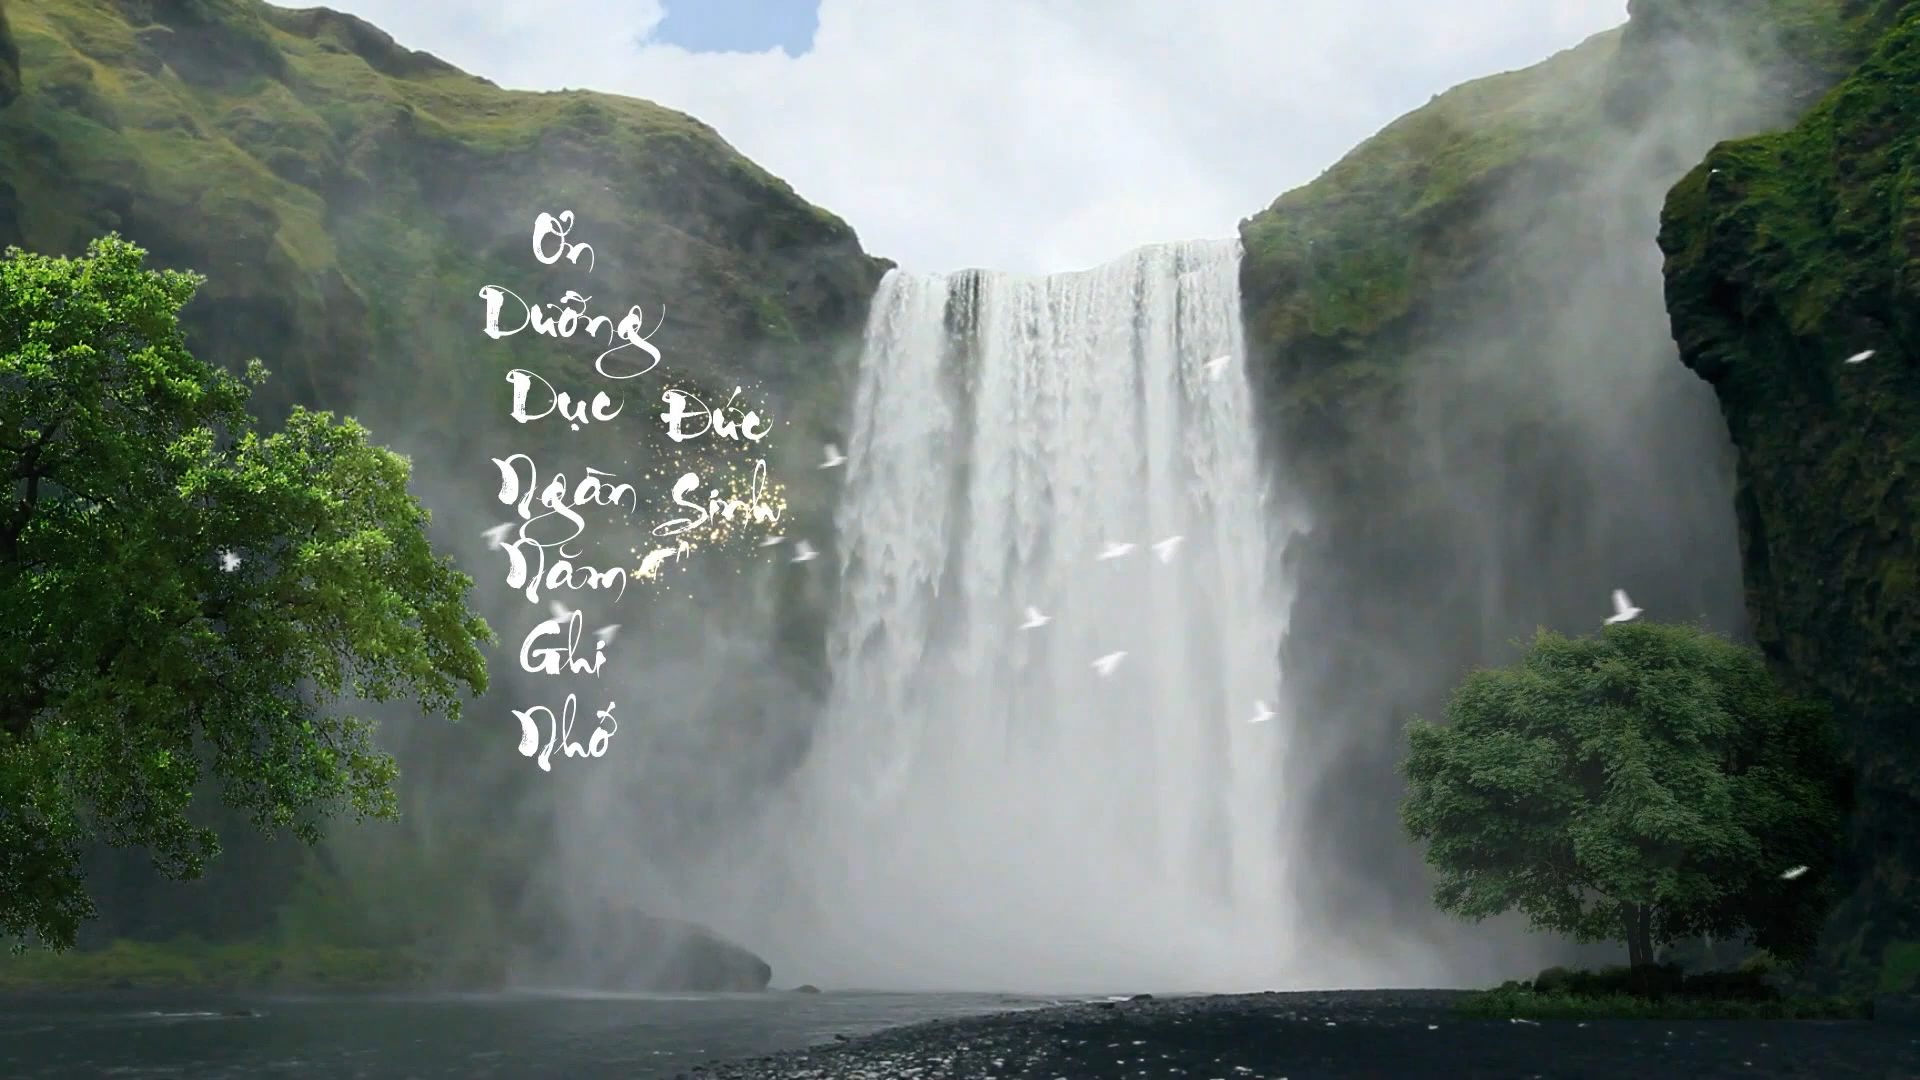 Ơn
Dưỡng
Dục
Ngàn
Năm
Ghi
Nhớ
Đức
Sinh